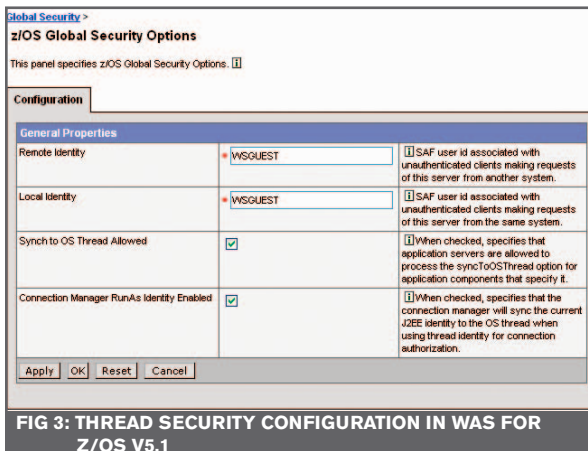 Global Security >
z/OS Global Security Options
This panel specifies z/OS Global Security Options. i
Configuration
General Properties
Remote Identity
* WSGUEST
i SAF user id associated with
unauthenticated clients making requests
of this server from another system.
Local Identity
* WSGUEST
i SAF user id associated with
unauthenticated clients making requests
of this server from the same system.
Synch to OS Thread Allowed
i When checked, specifies that
application servers are allowed to
process the syncToOSThread option for
application components that specify it.
Connection Manager RunAs Identity Enabled
i When checked, specifies that the
connection manager will sync the current
J2EE identity to the OS thread when
using thread identity for connection
authorization.
Apply OK Reset Cancel
FIG 3: THREAD SECURITY CONFIGURATION IN WAS FOR
Z/OS V5.1